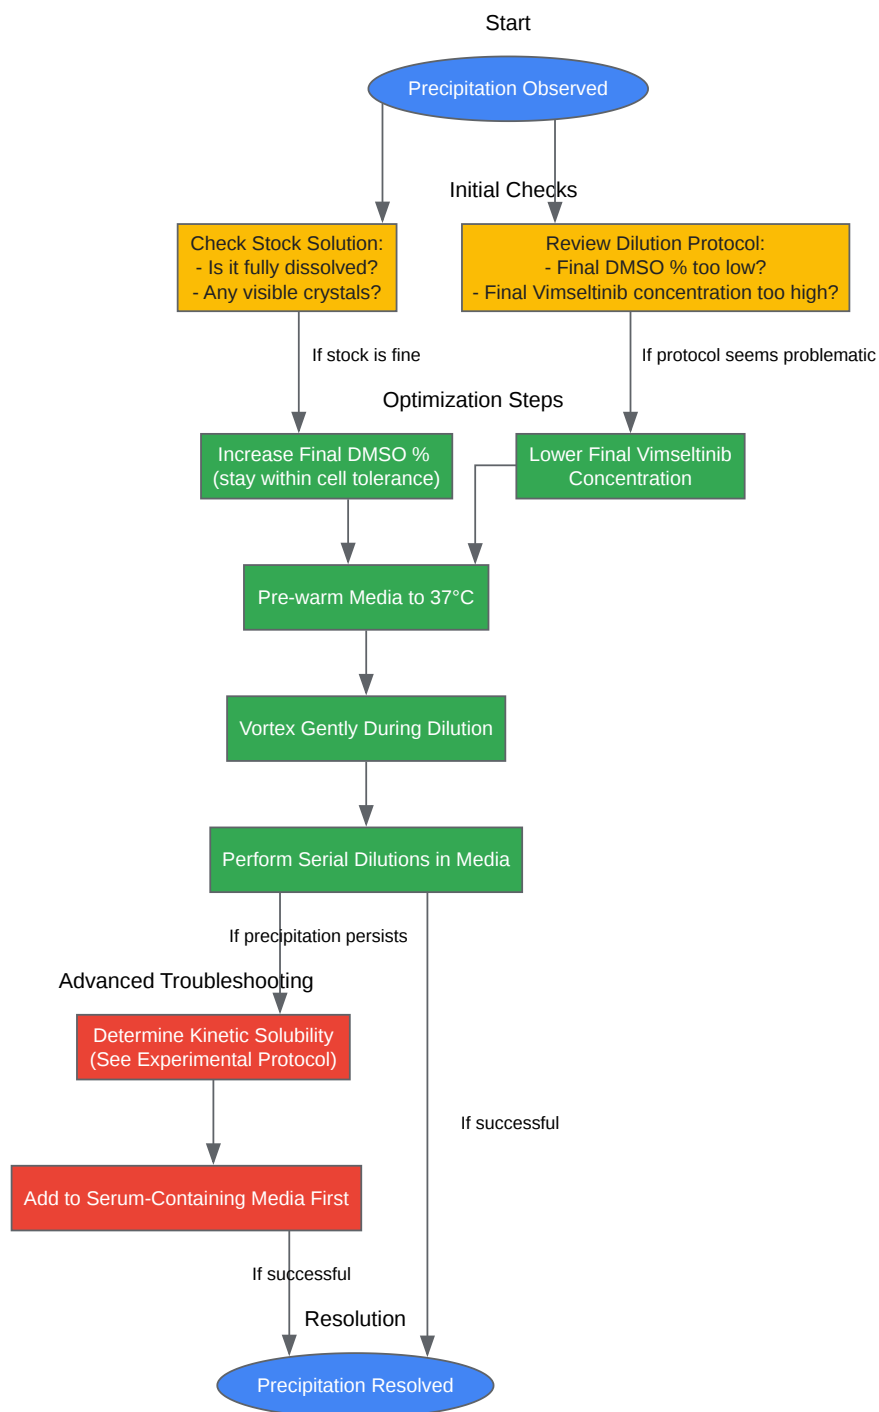 Start
Precipitation Observed
Initial Checks
Check Stock Solution:
- Is it fully dissolved?
- Any visible crystals?
Review Dilution Protocol:
- Final DMSO % too low?
- Final Vimseltinib concentration too high?
If stock is fine
If protocol seems problematic
Optimization Steps
Increase Final DMSO %
(stay within cell tolerance)
Lower Final Vimseltinib
Concentration
Pre-warm Media to 37°C
Vortex Gently During Dilution
Perform Serial Dilutions in Media
If precipitation persists
Advanced Troubleshooting
Determine Kinetic Solubility
(See Experimental Protocol)
If successful
Add to Serum-Containing Media First
If successful
Resolution
Precipitation Resolved